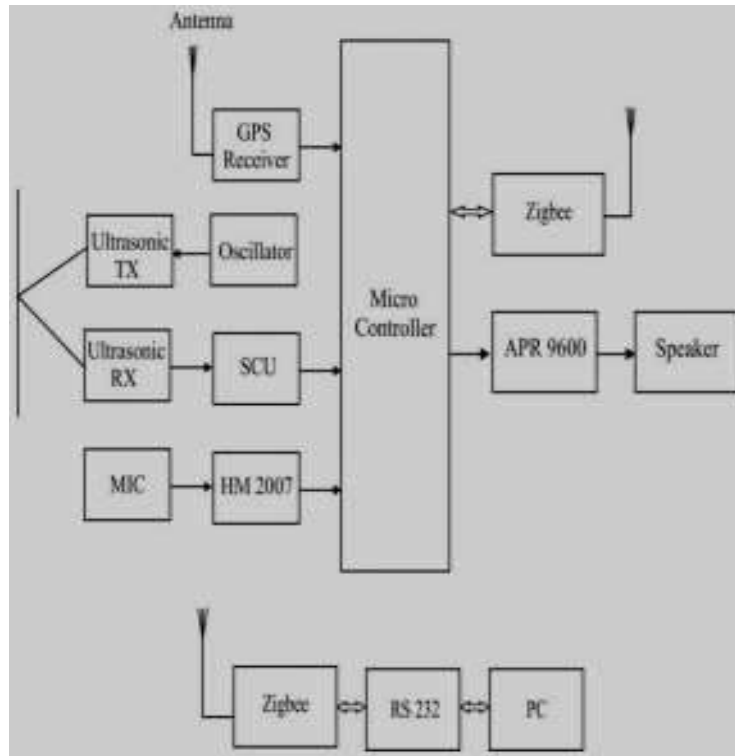 Antenna
GPS
Receiver
Zigbee
Ultrasonic
TX
Oscillator
Micro
Controller
Ultrasonic
RX
SCU
APR 9600
Speaker
MIC
HM 2007
Zigbee
RS 232
PC